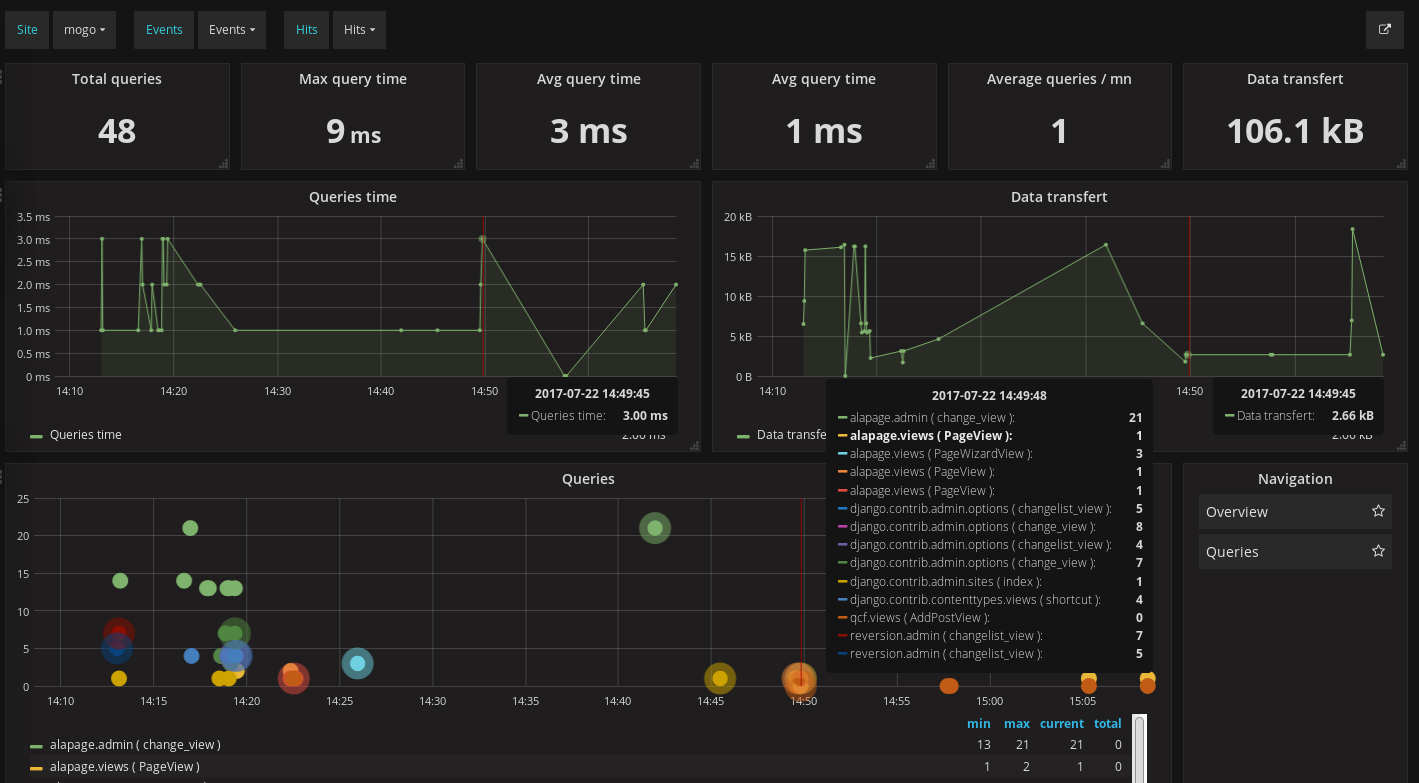 Site mogo Events Events Hits Hits
Total queries
48
Max query time
9 ms
Avg query time
3 ms
Avg query time
1 ms
Average queries / mn
1
Data transfert
106.1 kB
Queries time
3.5 ms
3.0 ms
2.5 ms
2.0 ms
1.5 ms
1.0 ms
0.5 ms
0 ms
14:10 14:20 14:30 14:40 14:50
2017-07-22 14:49:45
Queries time: 3.00 ms
Queries time 2.00 ms
Data transfert
20 kB
15 kB
10 kB
5 kB
0 B
14:10 14:50
2017-07-22 14:49:45
Data transfert: 2.66 kB
Data transfe
Queries
25
20
15
10
5
0
14:10 14:15 14:20 14:25 14:30 14:35 14:40 14:45 14:50 14:55 15:00 15:05
2017-07-22 14:49:48
alapage.admin ( change_view ): 21
alapage.views ( PageView ): 1
alapage.views ( PageWizardView ): 3
alapage.views ( PageView ): 1
alapage.views ( PageView ): 1
django.contrib.admin.options ( changelist_view ): 5
django.contrib.admin.options ( change_view ): 8
django.contrib.admin.options ( changelist_view ): 4
django.contrib.admin.options ( change_view ): 7
django.contrib.admin.sites ( index ): 1
django.contrib.contenttypes.views ( shortcut ): 4
qcf.views ( AddPostView ): 0
reversion.admin ( changelist_view ): 7
reversion.admin ( changelist_view ): 5
min max current total
alapage.admin ( change_view ) 13 21 21 0
alapage.views ( PageView ) 1 2 1 0
Navigation
Overview
Queries